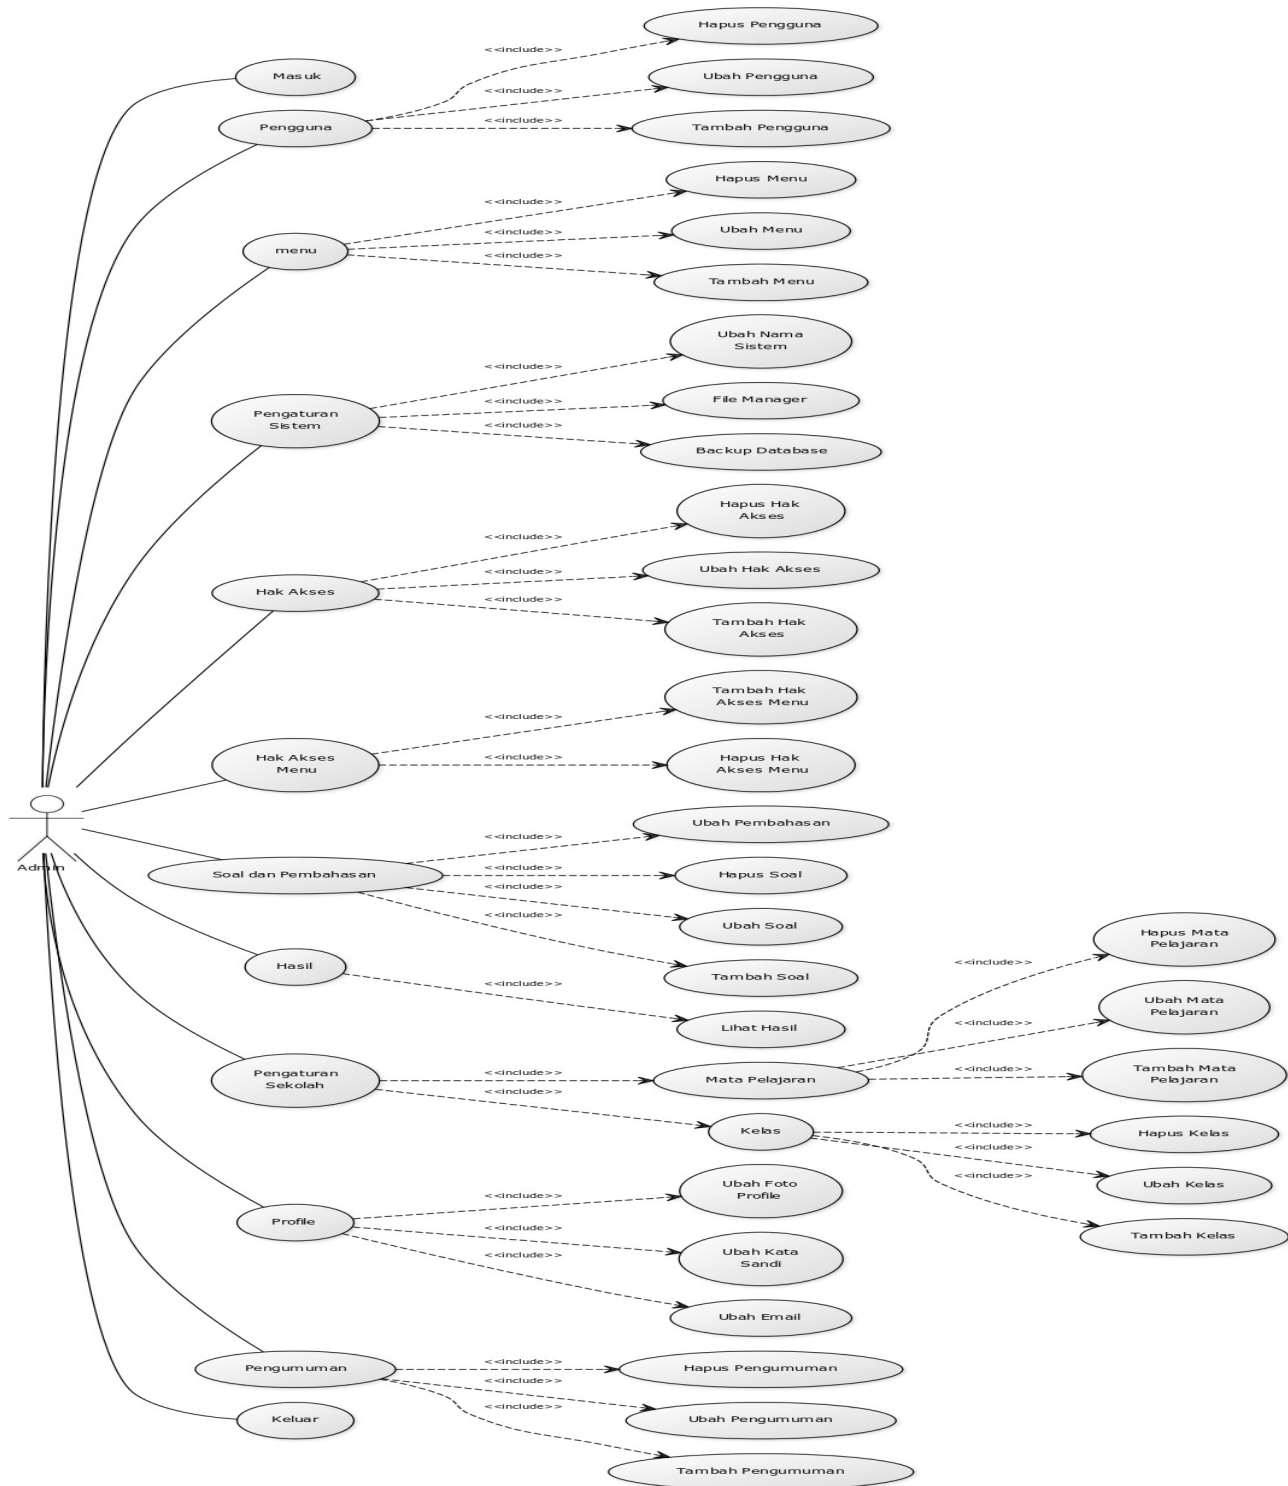 Hapus Pengguna
<<include>>
Masuk
Ubah Pengguna
<<include>>
Pengguna
<<include>>
Tambah Pengguna
Hapus Menu
<<include>>
Ubah Menu
<<include>>
menu
<<include>>
Tambah Menu
Ubah Nama
Sistem
<<include>>
File Manager
<<include>>
Pengaturan
Sistem
<<include>>
Backup Database
Hapus Hak
Akses
<<include>>
Ubah Hak Akses
<<include>>
Hak Akses
<<include>>
Tambah Hak
Akses
Tambah Hak
Akses Menu
<<include>>
Hak Akses
Menu
<<include>>
Hapus Hak
Akses Menu
Admin
Ubah Pembahasan
<<include>>
Soal dan Pembahasan
<<include>>
Hapus Soal
<<include>>
Ubah Soal
<<include>>
Tambah Soal
Hasil
<<include>>
Lihat Hasil
Hapus Mata
Pelajaran
<<include>>
Ubah Mata
Pelajaran
<<include>>
Pengaturan
Sekolah
<<include>>
Mata Pelajaran
<<include>>
Tambah Mata
Pelajaran
<<include>>
Kelas
<<include>>
Hapus Kelas
<<include>>
Ubah Kelas
<<include>>
Tambah Kelas
Ubah Foto
Profile
<<include>>
Profile
<<include>>
Ubah Kata
Sandi
<<include>>
Ubah Email
Pengumuman
<<include>>
Hapus Pengumuman
<<include>>
Ubah Pengumuman
<<include>>
Tambah Pengumuman
Keluar